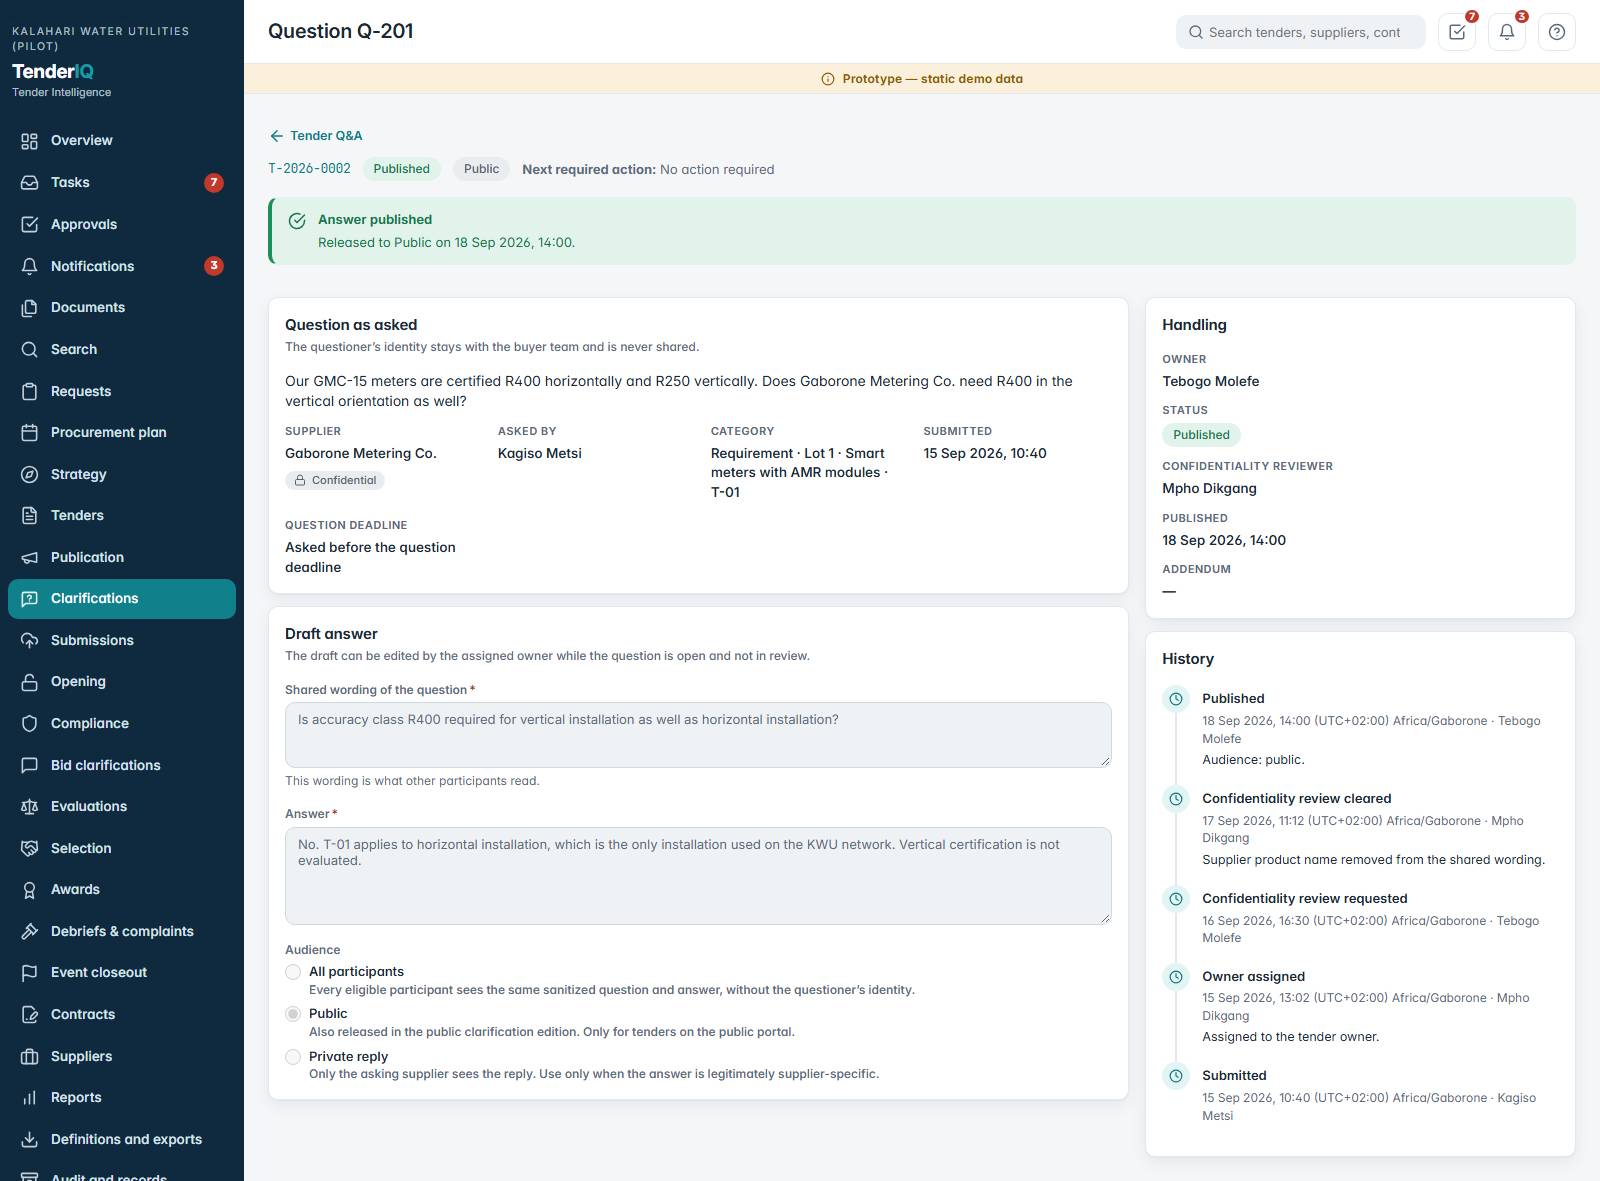 KALAHARI WATER UTILITIES
(PILOT)
TenderIQ
Tender Intelligence
Overview
Tasks 7
Approvals
Notifications 3
Documents
Search
Requests
Procurement plan
Strategy
Tenders
Publication
Clarifications
Submissions
Opening
Compliance
Bid clarifications
Evaluations
Selection
Awards
Debriefs & complaints
Event closeout
Contracts
Suppliers
Reports
Definitions and exports
Audit and records
Question Q-201
Search tenders, suppliers, cont
7
3
Prototype — static demo data
Tender Q&A
T-2026-0002 Published Public Next required action: No action required
Answer published
Released to Public on 18 Sep 2026, 14:00.
Question as asked
The questioner’s identity stays with the buyer team and is never shared.
Our GMC-15 meters are certified R400 horizontally and R250 vertically. Does Gaborone Metering Co. need R400 in the
vertical orientation as well?
SUPPLIER
Gaborone Metering Co.
Confidential
ASKED BY
Kagiso Metsi
CATEGORY
Requirement · Lot 1 · Smart
meters with AMR modules ·
T-01
SUBMITTED
15 Sep 2026, 10:40
QUESTION DEADLINE
Asked before the question
deadline
Draft answer
The draft can be edited by the assigned owner while the question is open and not in review.
Shared wording of the question *
Is accuracy class R400 required for vertical installation as well as horizontal installation?
This wording is what other participants read.
Answer *
No. T-01 applies to horizontal installation, which is the only installation used on the KWU network. Vertical certification is not
evaluated.
Audience
All participants
Every eligible participant sees the same sanitized question and answer, without the questioner’s identity.
Public
Also released in the public clarification edition. Only for tenders on the public portal.
Private reply
Only the asking supplier sees the reply. Use only when the answer is legitimately supplier-specific.
Handling
OWNER
Tebogo Molefe
STATUS
Published
CONFIDENTIALITY REVIEWER
Mpho Dikgang
PUBLISHED
18 Sep 2026, 14:00
ADDENDUM
—
History
Published
18 Sep 2026, 14:00 (UTC+02:00) Africa/Gaborone · Tebogo
Molefe
Audience: public.
Confidentiality review cleared
17 Sep 2026, 11:12 (UTC+02:00) Africa/Gaborone · Mpho
Dikgang
Supplier product name removed from the shared wording.
Confidentiality review requested
16 Sep 2026, 16:30 (UTC+02:00) Africa/Gaborone · Tebogo
Molefe
Owner assigned
15 Sep 2026, 13:02 (UTC+02:00) Africa/Gaborone · Mpho
Dikgang
Assigned to the tender owner.
Submitted
15 Sep 2026, 10:40 (UTC+02:00) Africa/Gaborone · Kagiso
Metsi